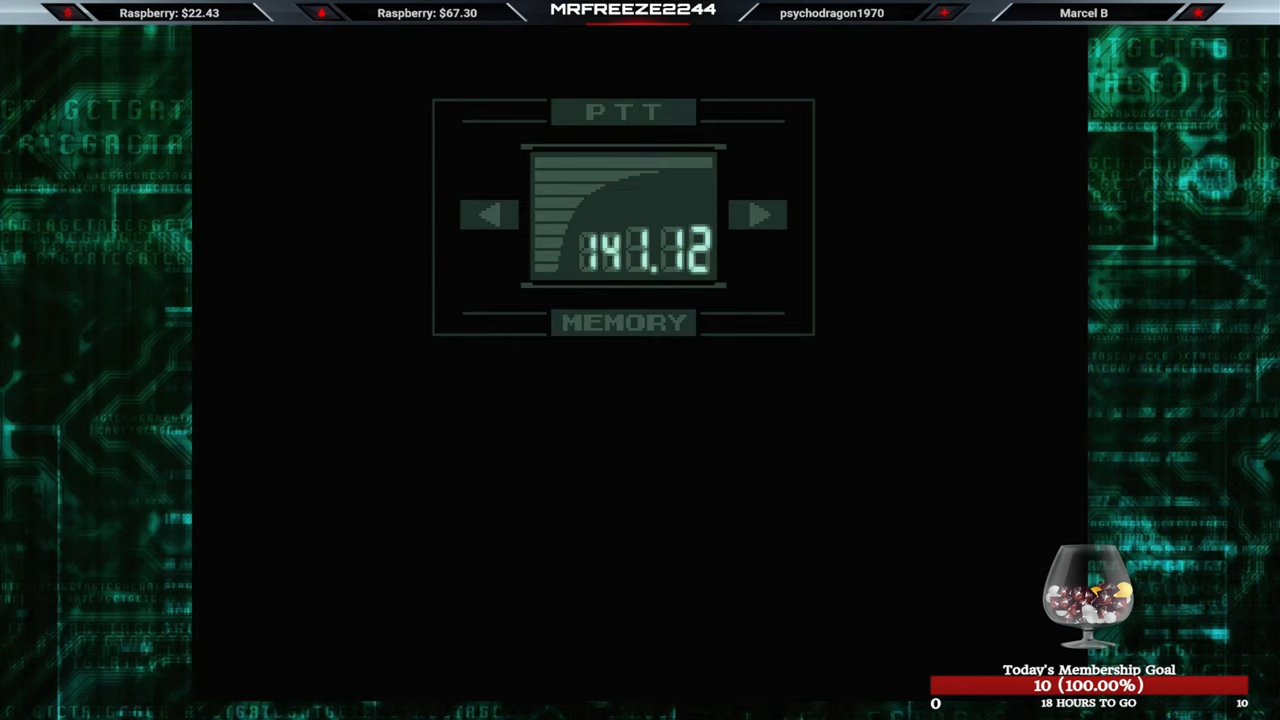 Raspberry: $22.43
Raspberry: $67.30
MRFREEZE2244
psychodragon1970
Marcel B
PTT
141.12
MEMORY
Today's Membership Goal
10 (100.00%)
0
18 HOURS TO GO
10